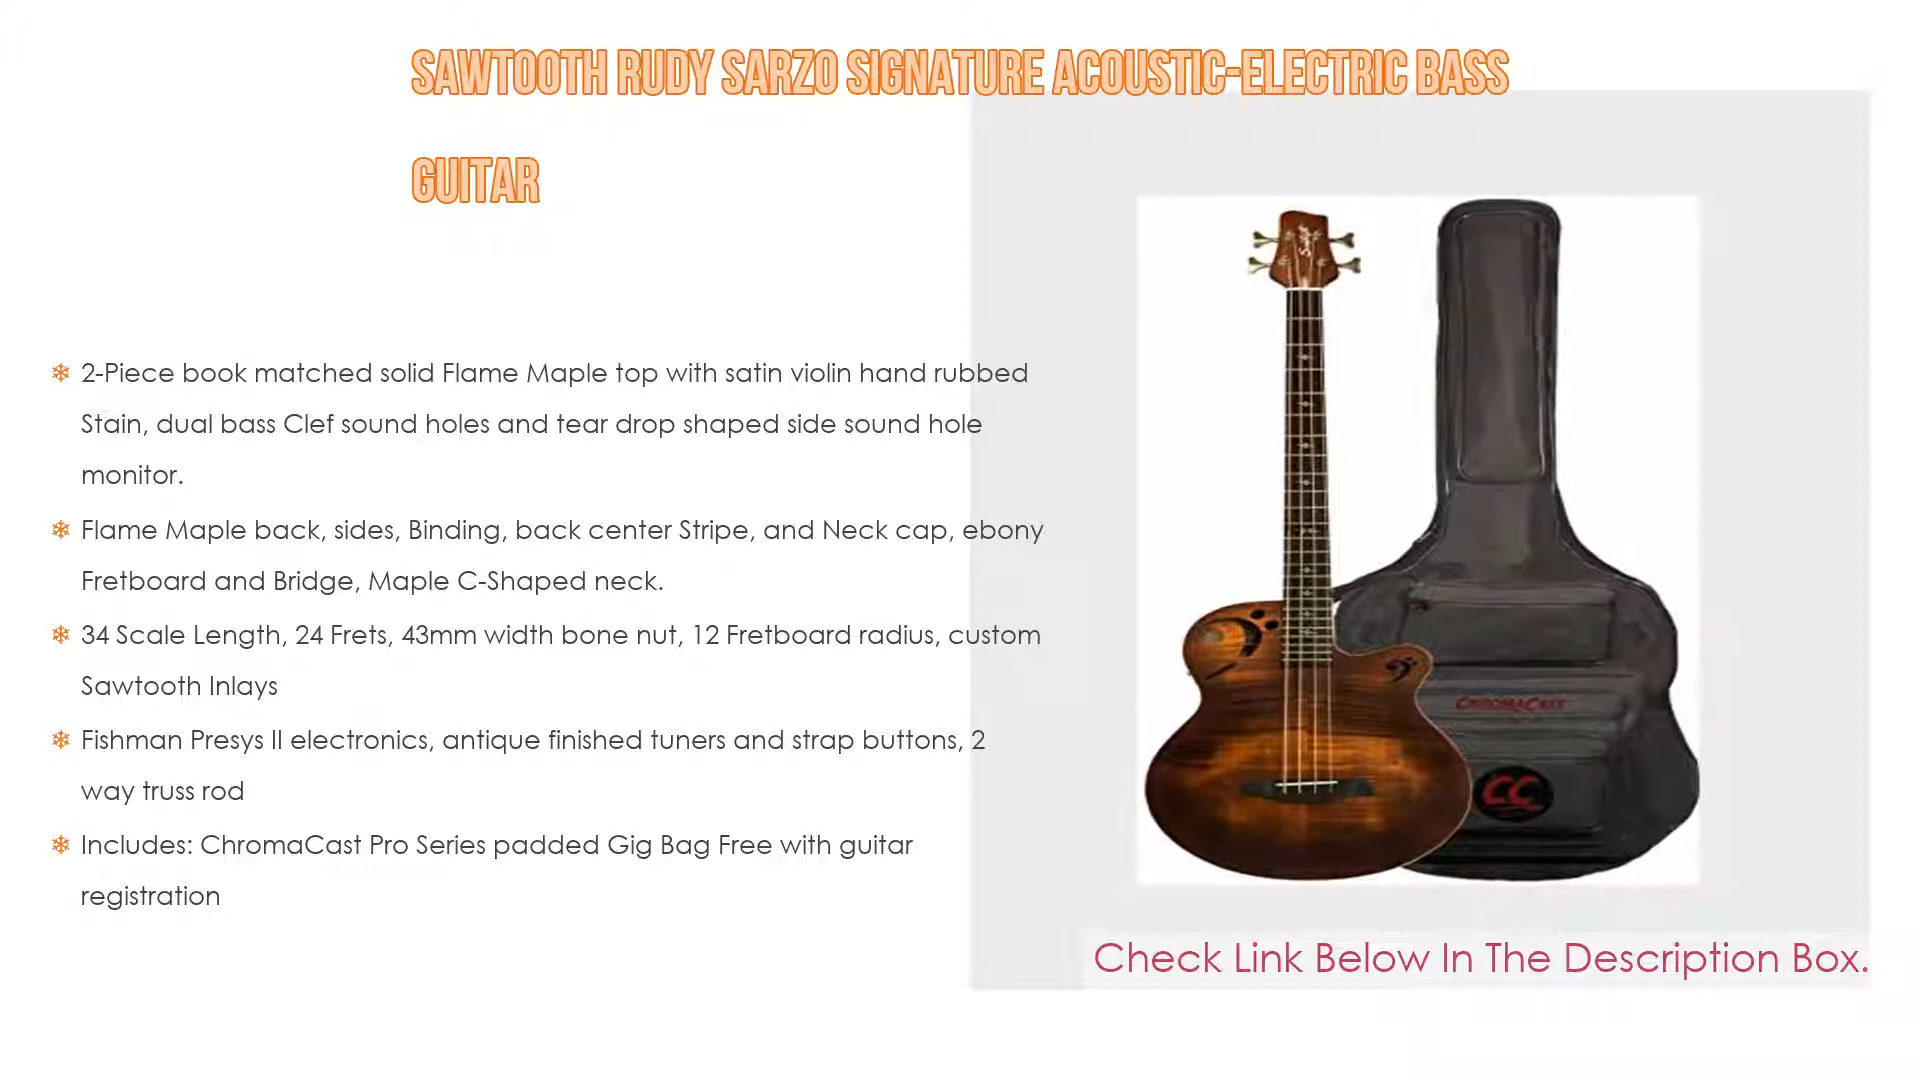 SAWTOOTH RUDY SARZO SIGNATURE ACOUSTIC-ELECTRIC BASS
GUITAR
2-Piece book matched solid Flame Maple top with satin violin hand rubbed
Stain, dual bass Clef sound holes and tear drop shaped side sound hole
monitor.
Flame Maple back, sides, Binding, back center Stripe, and Neck cap, ebony
Fretboard and Bridge, Maple C-Shaped neck.
34 Scale Length, 24 Frets, 43mm width bone nut, 12 Fretboard radius, custom
Sawtooth Inlays
Fishman Presys II electronics, antique finished tuners and strap buttons, 2
way truss rod
Includes: ChromaCast Pro Series padded Gig Bag Free with guitar
registration
CHROMACAST
CC
Check Link Below In The Description Box.